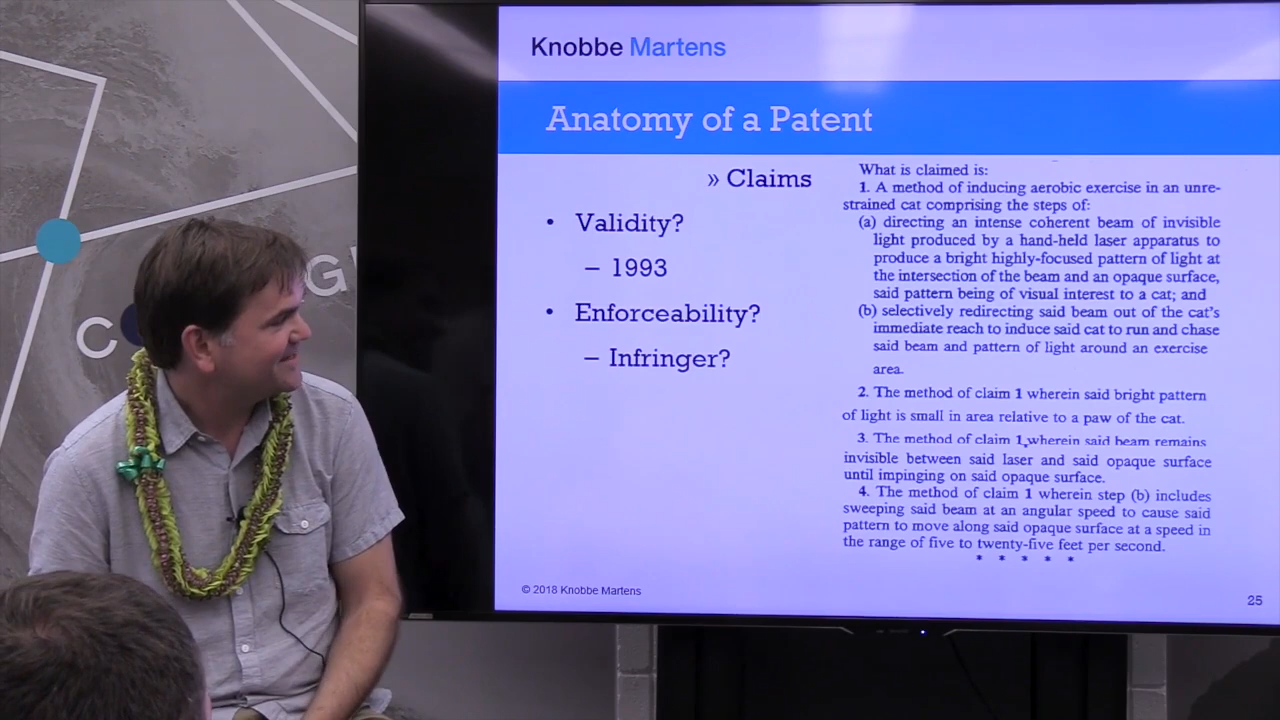 Knobbe Martens
Anatomy of a Patent
» Claims
• Validity?
– 1993
• Enforceability?
– Infringer?
What is claimed is:
1. A method of inducing aerobic exercise in an unre-
strained cat comprising the steps of:
(a) directing an intense coherent beam of invisible
light produced by a hand-held laser apparatus to
produce a bright highly-focused pattern of light at
the intersection of the beam and an opaque surface,
said pattern being of visual interest to a cat; and
(b) selectively redirecting said beam out of the cat's
immediate reach to induce said cat to run and chase
said beam and pattern of light around an exercise
area.
2. The method of claim 1 wherein said bright pattern
of light is small in area relative to a paw of the cat.
3. The method of claim 1 wherein said beam remains
invisible between said laser and said opaque surface
until impinging on said opaque surface.
4. The method of claim 1 wherein step (b) includes
sweeping said beam at an angular speed to cause said
pattern to move along said opaque surface at a speed in
the range of five to twenty-five feet per second.
* * * * *
© 2018 Knobbe Martens
25